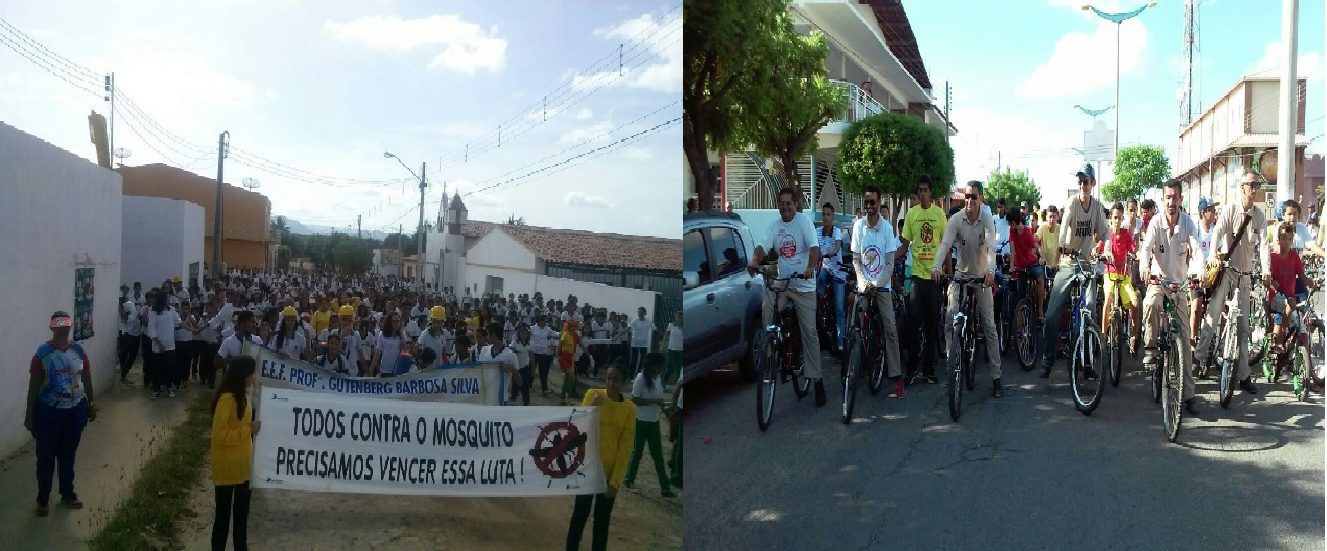 E.E.F. PROF. GUTENBERG BARBOSA SILVA
TODOS CONTRA O MOSQUITO
PRECISAMOS VENCER ESSA LUTA !